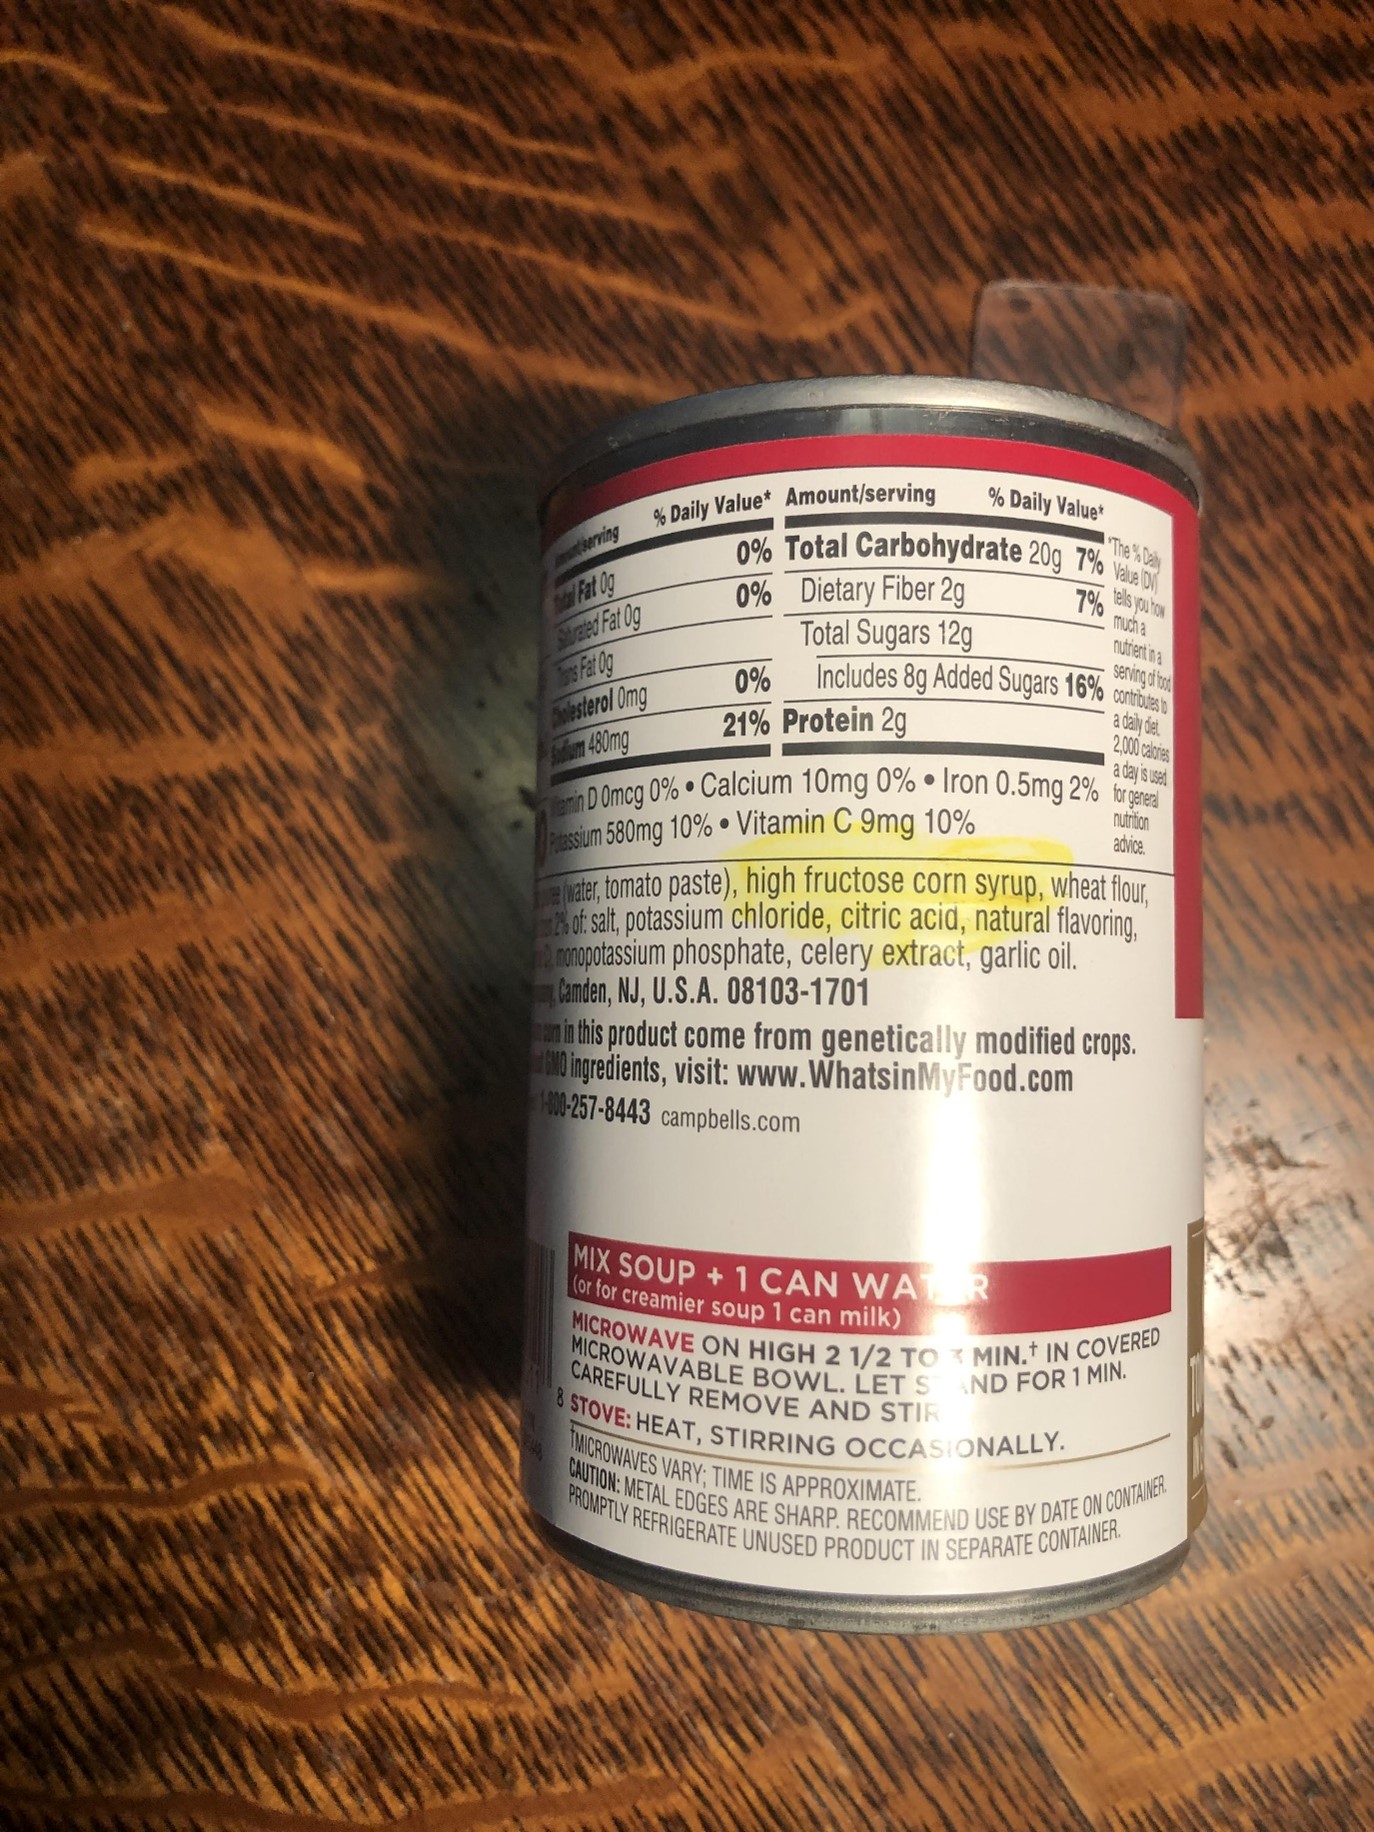 % Daily Value*
Amount/serving % Daily Value*
Total Fat 0g 0%
Saturated Fat 0g 0%
Trans Fat 0g
Cholesterol 0mg 0%
Sodium 480mg 21%
Total Carbohydrate 20g 7%
Dietary Fiber 2g 7%
Total Sugars 12g
Includes 8g Added Sugars 16%
Protein 2g
*The % Daily
Value (DV)
tells you how
much a
nutrient in a
serving of food
contributes to
a daily diet.
2,000 calories
a day is used
for general
nutrition
advice.
Vitamin D 0mcg 0% • Calcium 10mg 0% • Iron 0.5mg 2%
Potassium 580mg 10% • Vitamin C 9mg 10%
(water, tomato paste), high fructose corn syrup, wheat flour,
2% of: salt, potassium chloride, citric acid, natural flavoring,
monopotassium phosphate, celery extract, garlic oil.
Camden, NJ, U.S.A. 08103-1701
corn in this product come from genetically modified crops.
GMO ingredients, visit: www.WhatsinMyFood.com
1-800-257-8443 campbells.com
MIX SOUP + 1 CAN WATER
(or for creamier soup 1 can milk)
MICROWAVE ON HIGH 2 1/2 TO 3 MIN.† IN COVERED
MICROWAVABLE BOWL. LET STAND FOR 1 MIN.
CAREFULLY REMOVE AND STIR
STOVE: HEAT, STIRRING OCCASIONALLY.
†MICROWAVES VARY; TIME IS APPROXIMATE.
CAUTION: METAL EDGES ARE SHARP. RECOMMEND USE BY DATE ON CONTAINER.
PROMPTLY REFRIGERATE UNUSED PRODUCT IN SEPARATE CONTAINER.
8